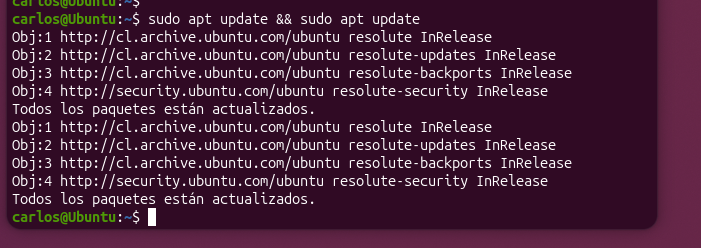 carlos@Ubuntu:~$
carlos@Ubuntu:~$ sudo apt update && sudo apt update
Obj:1 http://cl.archive.ubuntu.com/ubuntu resolute InRelease
Obj:2 http://cl.archive.ubuntu.com/ubuntu resolute-updates InRelease
Obj:3 http://cl.archive.ubuntu.com/ubuntu resolute-backports InRelease
Obj:4 http://security.ubuntu.com/ubuntu resolute-security InRelease
Todos los paquetes están actualizados.
Obj:1 http://cl.archive.ubuntu.com/ubuntu resolute InRelease
Obj:2 http://cl.archive.ubuntu.com/ubuntu resolute-updates InRelease
Obj:3 http://cl.archive.ubuntu.com/ubuntu resolute-backports InRelease
Obj:4 http://security.ubuntu.com/ubuntu resolute-security InRelease
Todos los paquetes están actualizados.
carlos@Ubuntu:~$